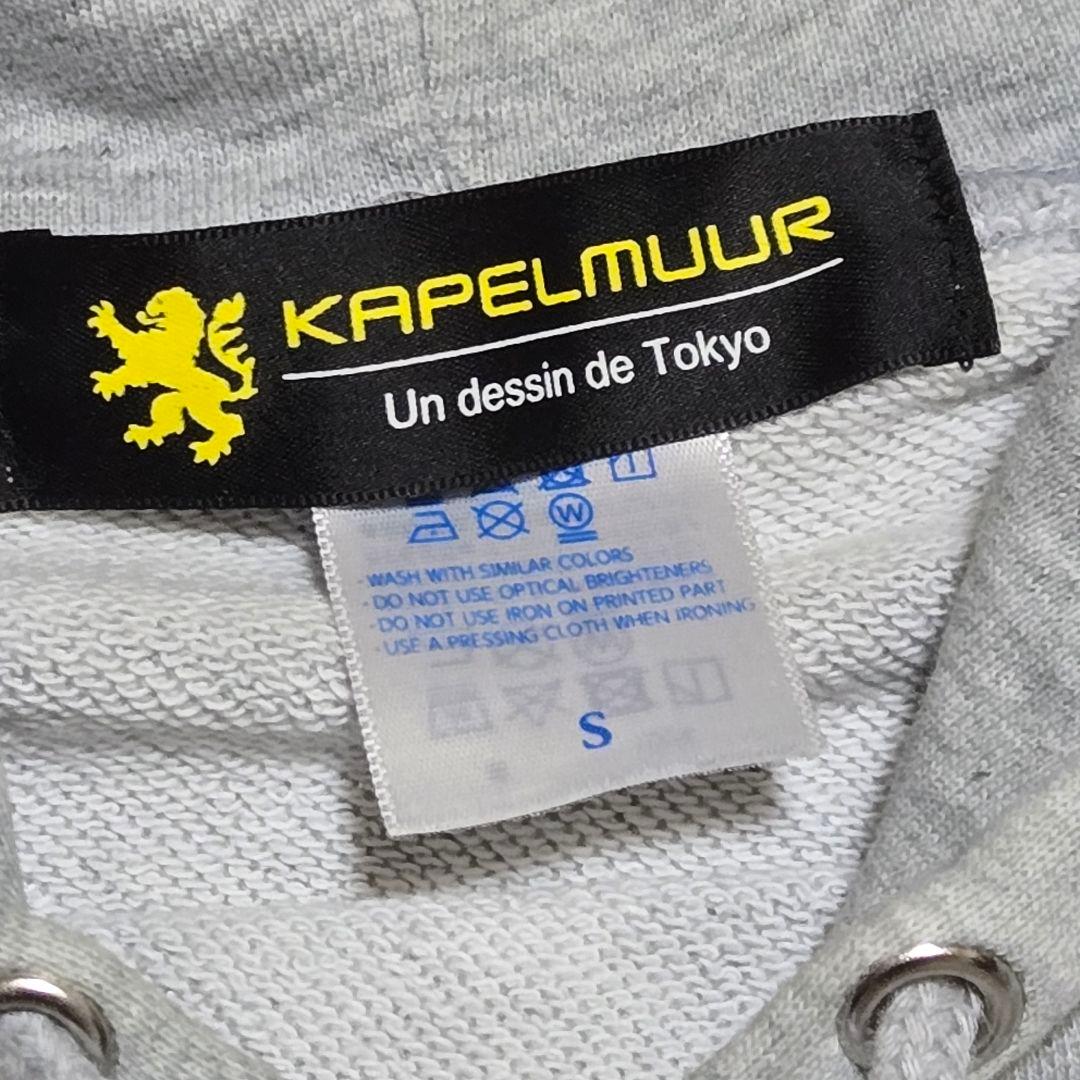 KAPELMUUR
Un dessin de Tokyo
W
·WASH WITH SIMILAR COLORS
·DO NOT USE OPTICAL BRIGHTENERS
·DO NOT USE IRON ON PRINTED PART
·USE A PRESSING CLOTH WHEN IRONING
S